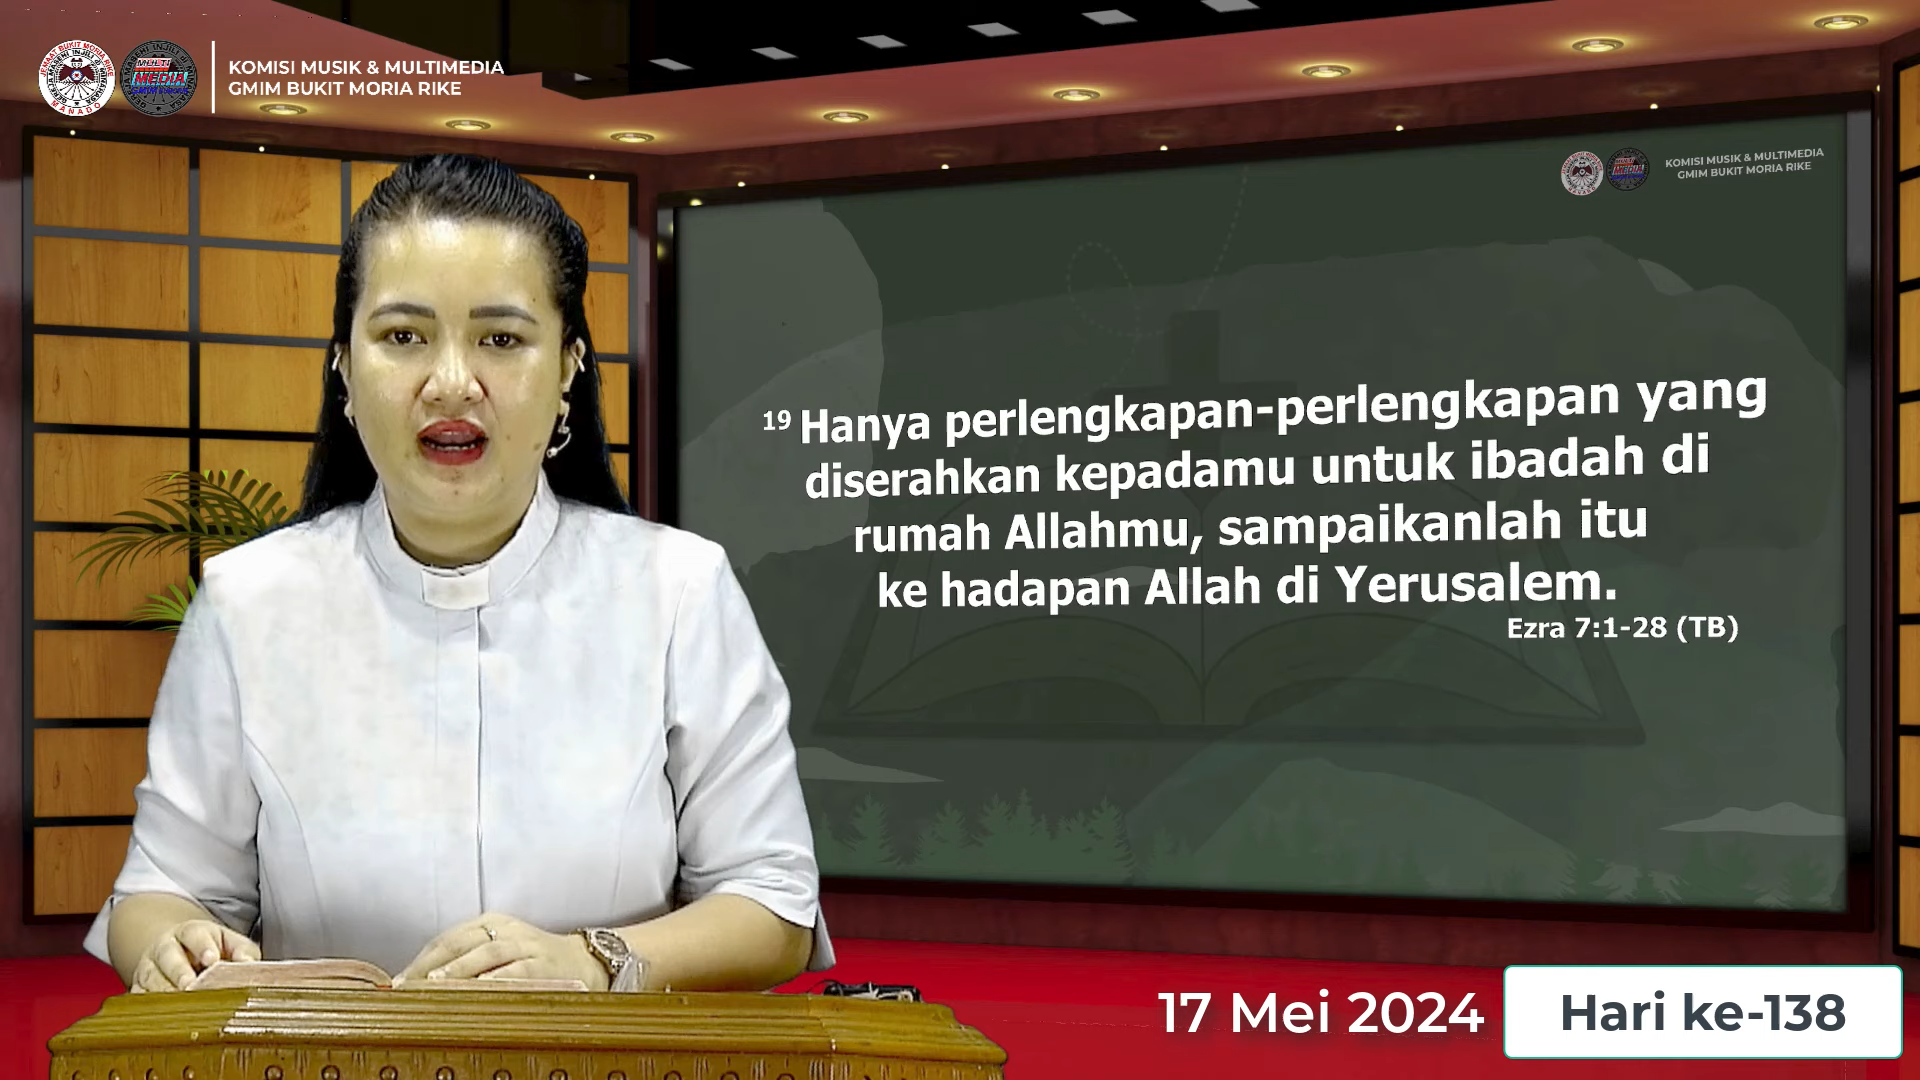 KOMISI MUSIK & MULTIMEDIA
GMIM BUKIT MORIA RIKE
KOMISI MUSIK & MULTIMEDIA
GMIM BUKIT MORIA RIKE
19 Hanya perlengkapan-perlengkapan yang
diserahkan kepadamu untuk ibadah di
rumah Allahmu, sampaikanlah itu
ke hadapan Allah di Yerusalem.
Ezra 7:1-28 (TB)
17 Mei 2024
Hari ke-138